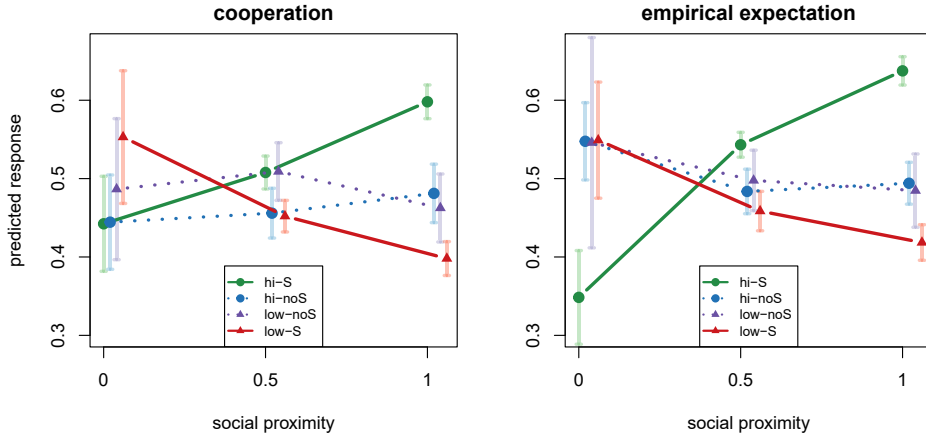 cooperation
predicted response
0.6
0.5
0.4
0.3
hi−S
hi−noS
low−noS
low−S
0
0.5
1
social proximity
empirical expectation
0.6
0.5
0.4
0.3
hi−S
hi−noS
low−noS
low−S
0
0.5
1
social proximity